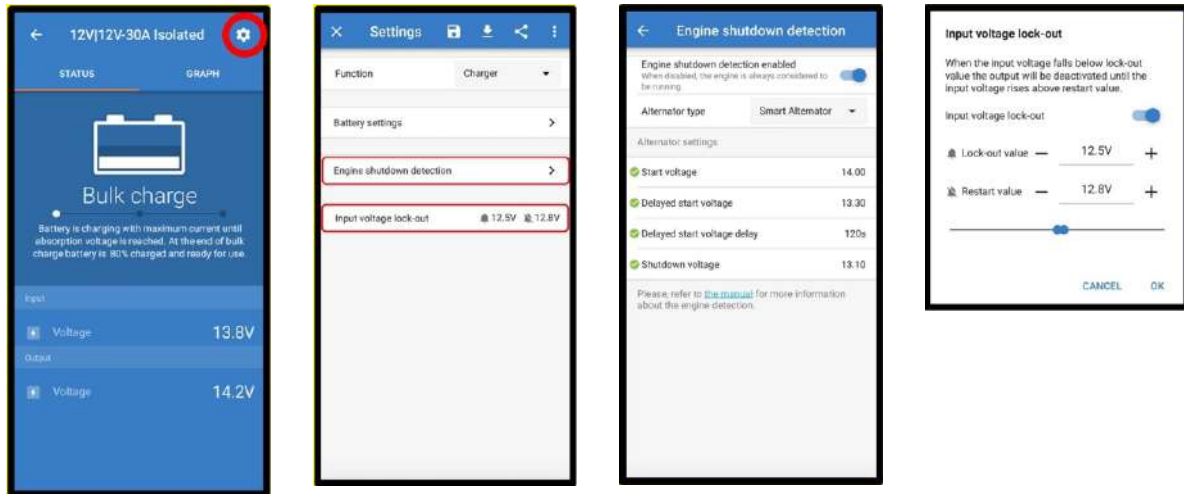 12V|12V-30A Isolated
STATUS
GRAPH
Bulk charge
Battery is charging with maximum current until
absorption voltage is reached. At the end of bulk
charge battery is 80% charged and ready for use.
Input
Voltage
13.8V
Output
Voltage
14.2V
Settings
Function
Charger
Battery settings
Engine shutdown detection
Input voltage lock-out
12.5V
12.8V
Engine shutdown detection
Engine shutdown detection enabled
When disabled, the engine is always considered to
be running
Alternator type
Smart Alternator
Alternator settings
Start voltage
14.00
Delayed start voltage
13.30
Delayed start voltage delay
120s
Shutdown voltage
13.10
Please, refer to the manual for more information
about the engine detection.
Input voltage lock-out
When the input voltage falls below lock-out
value the output will be deactivated until the
input voltage rises above restart value.
Input voltage lock-out
Lock-out value
12.5V
Restart value
12.8V
CANCEL
OK